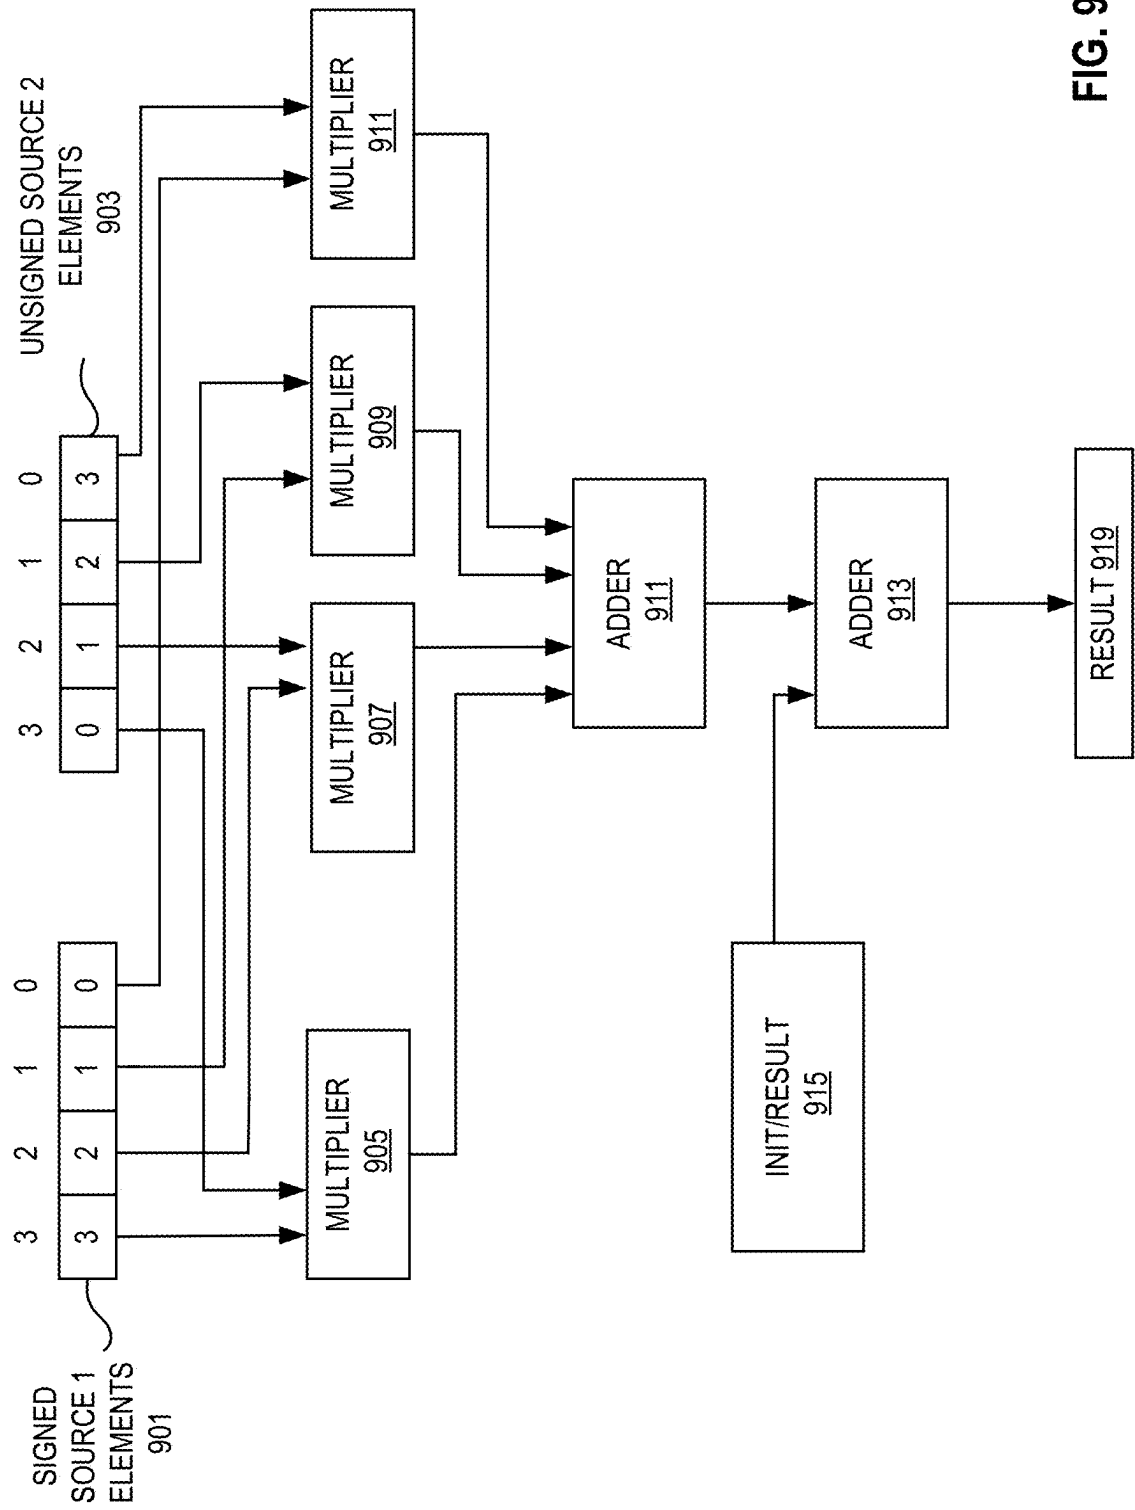 UNSIGNED SOURCE 2
ELEMENTS
903
SIGNED
SOURCE 1
ELEMENTS
901
3 2 1 0
3 2 1 0
3 2 1 0
0 1 2 3
MULTIPLIER
905
MULTIPLIER
907
MULTIPLIER
909
MULTIPLIER
911
ADDER
911
INIT/RESULT
915
ADDER
913
RESULT 919
FIG. 9